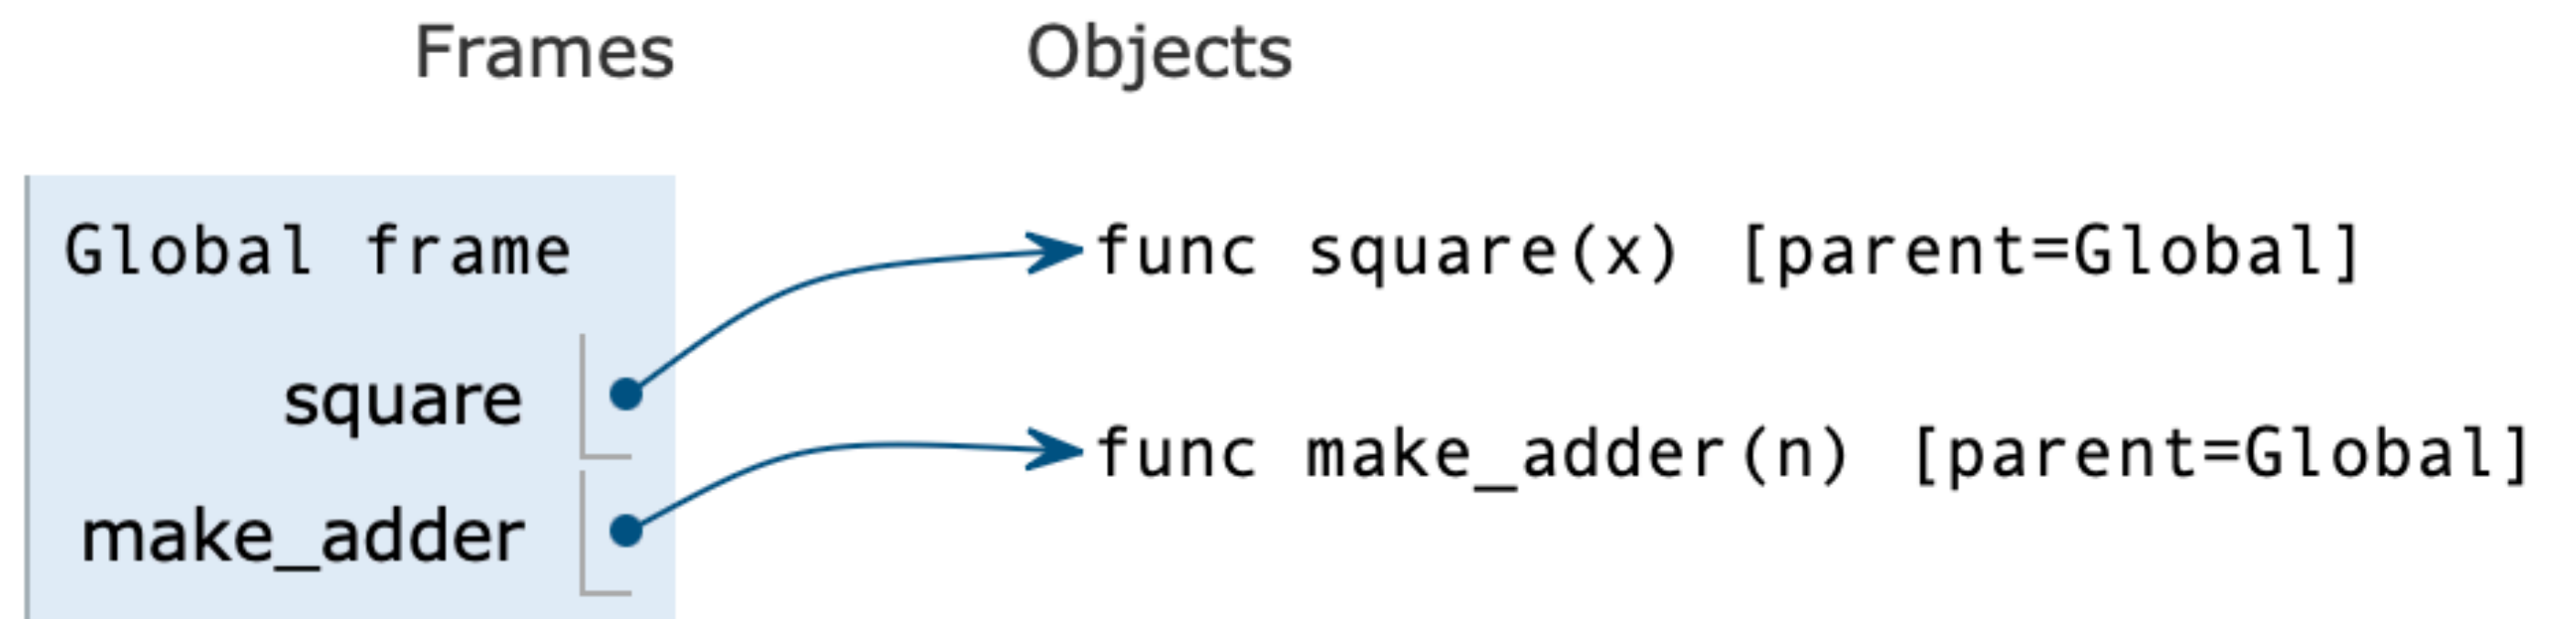 Frames Objects
Global frame func square(x) [parent=Global]
square
make_adder func make_adder(n) [parent=Global]